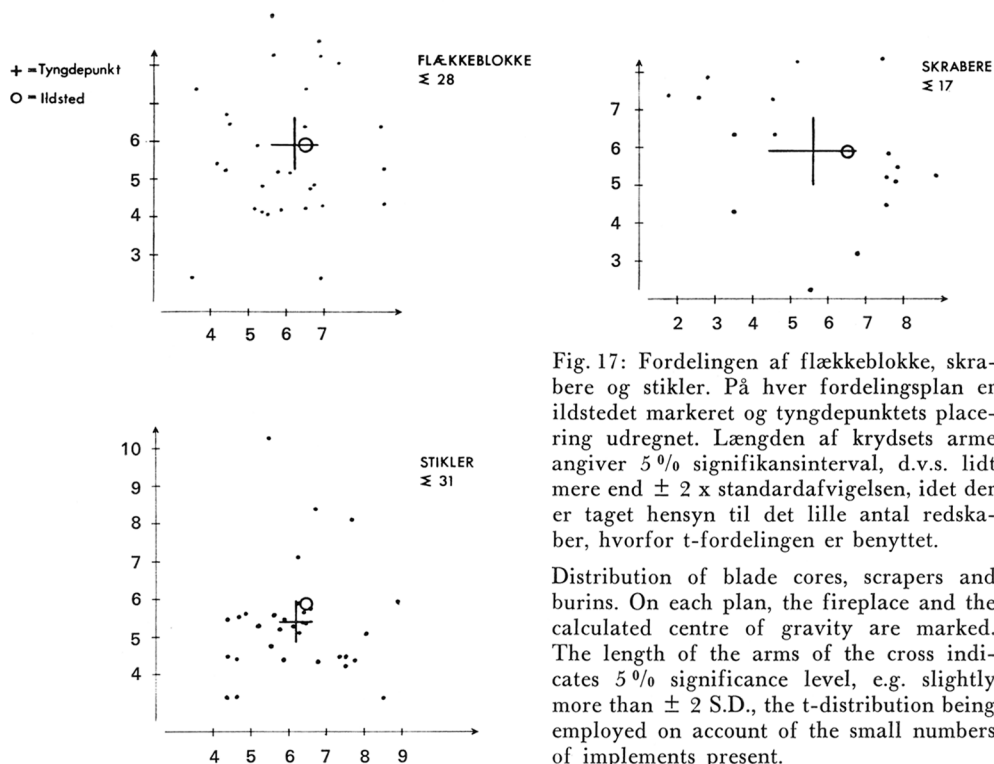 + = Tyngdepunkt
O = Ildsted
FLÆKKEBLOKKE
Σ 28
6
5
4
3
4 5 6 7
SKRABERE
Σ 17
7
6
5
4
3
2 3 4 5 6 7 8
STIKLER
Σ 31
10
9
8
7
6
5
4
4 5 6 7 8 9
Fig. 17: Fordelingen af flækkeblokke, skra-
bere og stikler. På hver fordelingsplan er
ildstedet markeret og tyngdepunktets place-
ring udregnet. Længden af krydsets arme
angiver 5 % signifikansinterval, d.v.s. lidt
mere end ± 2 x standardafvigelsen, idet der
er taget hensyn til det lille antal redska-
ber, hvorfor t-fordelingen er benyttet.
Distribution of blade cores, scrapers and
burins. On each plan, the fireplace and the
calculated centre of gravity are marked.
The length of the arms of the cross indi-
cates 5 % significance level, e.g. slightly
more than ± 2 S.D., the t-distribution being
employed on account of the small numbers
of implements present.